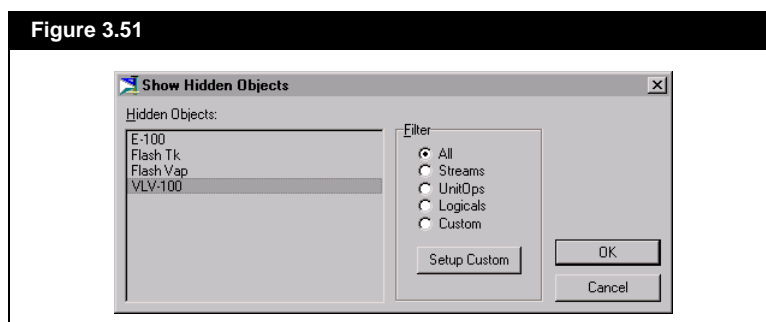 Figure 3.51
Show Hidden Objects
Hidden Objects:
E-100
Flash Tk
Flash Vap
VLV-100
Filter
All
Streams
UnitOps
Logicals
Custom
Setup Custom
OK
Cancel